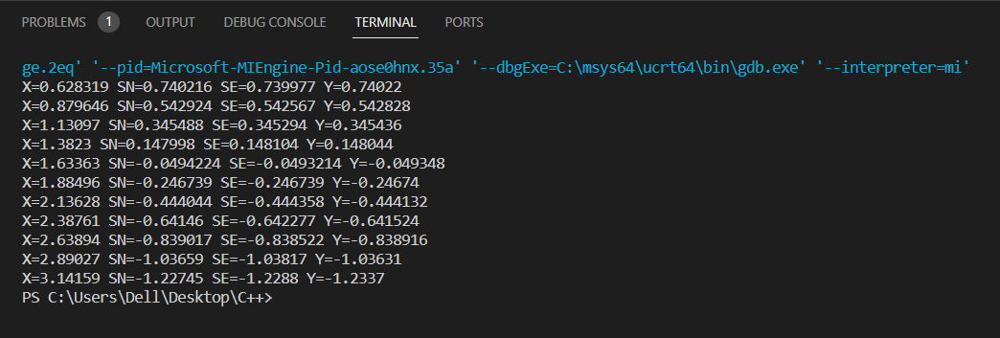 PROBLEMS 1 OUTPUT DEBUG CONSOLE TERMINAL PORTS
ge.2eq' '--pid=Microsoft-MIEngine-Pid-aose0hnx.35a' '--dbgExe=C:\msys64\ucrt64\bin\gdb.exe' '--interpreter=mi'
X=0.628319 SN=0.740216 SE=0.739977 Y=0.74022
X=0.879646 SN=0.542924 SE=0.542567 Y=0.542828
X=1.13097 SN=0.345488 SE=0.345294 Y=0.345436
X=1.3823 SN=0.147998 SE=0.148104 Y=0.148044
X=1.63363 SN=-0.0494224 SE=-0.0493214 Y=-0.049348
X=1.88496 SN=-0.246739 SE=-0.246739 Y=-0.24674
X=2.13628 SN=-0.444044 SE=-0.444358 Y=-0.444132
X=2.38761 SN=-0.64146 SE=-0.642277 Y=-0.641524
X=2.63894 SN=-0.839017 SE=-0.838522 Y=-0.838916
X=2.89027 SN=-1.03659 SE=-1.03817 Y=-1.03631
X=3.14159 SN=-1.22745 SE=-1.2288 Y=-1.2337
PS C:\Users\Dell\Desktop\C++>